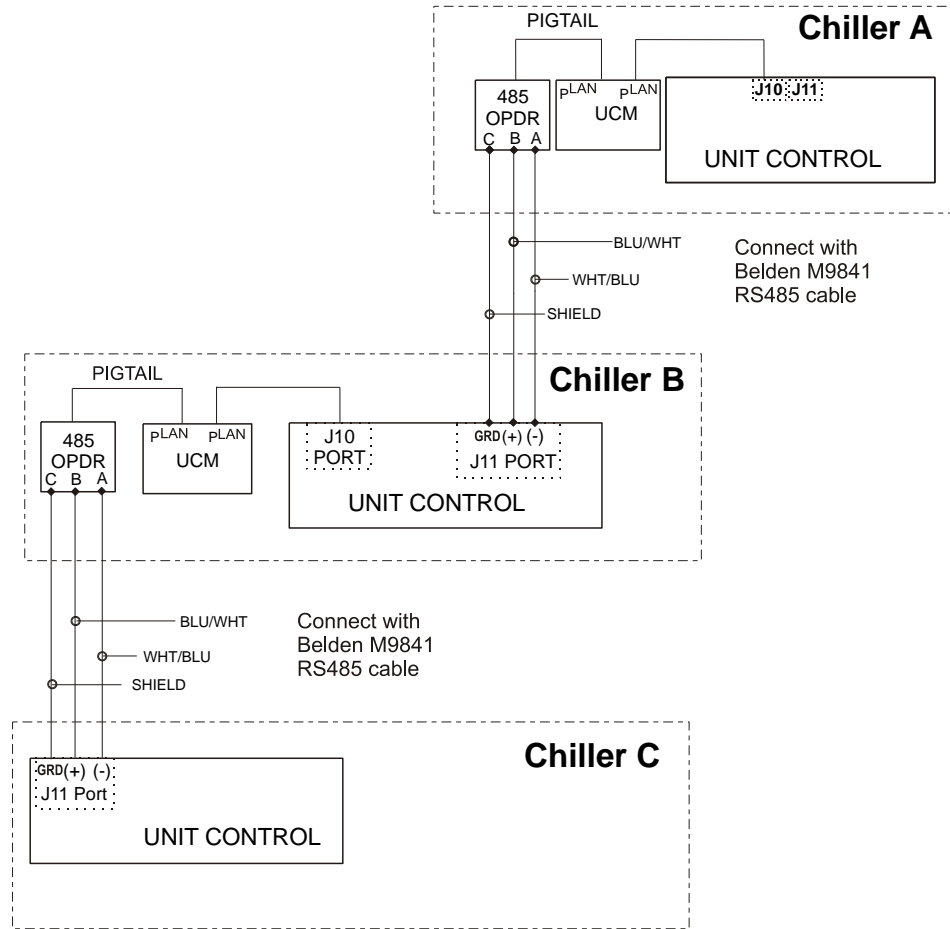 PIGTAIL
Chiller A
485
OPDR
C B A
pLAN pLAN
UCM
J10 J11
UNIT CONTROL
BLU/WHT
WHT/BLU
SHIELD
Connect with
Belden M9841
RS485 cable
PIGTAIL
Chiller B
485
OPDR
C B A
pLAN pLAN
UCM
J10
PORT
GRD (+) (-)
J11 PORT
UNIT CONTROL
BLU/WHT
WHT/BLU
SHIELD
Connect with
Belden M9841
RS485 cable
Chiller C
GRD (+) (-)
J11 Port
UNIT CONTROL